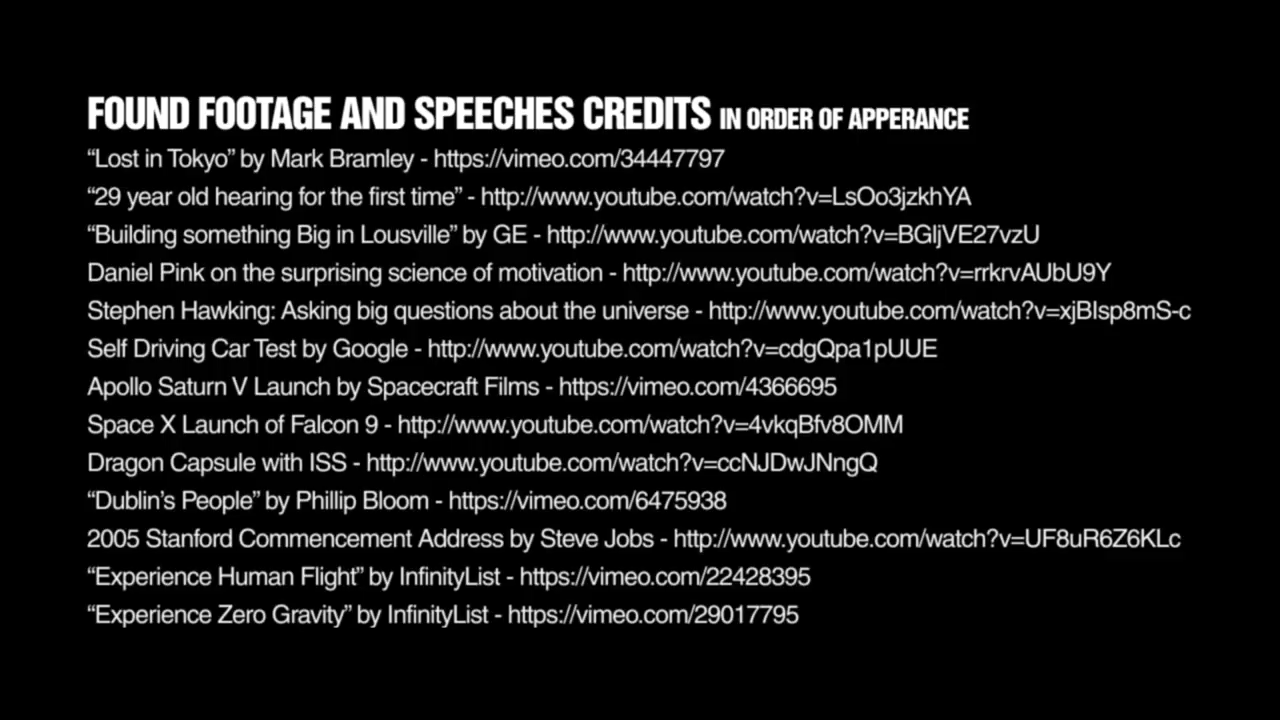 FOUND FOOTAGE AND SPEECHES CREDITS IN ORDER OF APPERANCE
“Lost in Tokyo” by Mark Bramley - https://vimeo.com/34447797
“29 year old hearing for the first time” - http://www.youtube.com/watch?v=LsOo3jzkhYA
“Building something Big in Lousville” by GE - http://www.youtube.com/watch?v=BGljVE27vzU
Daniel Pink on the surprising science of motivation - http://www.youtube.com/watch?v=rrkrvAUbU9Y
Stephen Hawking: Asking big questions about the universe - http://www.youtube.com/watch?v=xjBIsp8mS-c
Self Driving Car Test by Google - http://www.youtube.com/watch?v=cdgQpa1pUUE
Apollo Saturn V Launch by Spacecraft Films - https://vimeo.com/4366695
Space X Launch of Falcon 9 - http://www.youtube.com/watch?v=4vkqBfv8OMM
Dragon Capsule with ISS - http://www.youtube.com/watch?v=ccNJDwJNngQ
“Dublin’s People” by Phillip Bloom - https://vimeo.com/6475938
2005 Stanford Commencement Address by Steve Jobs - http://www.youtube.com/watch?v=UF8uR6Z6KLc
“Experience Human Flight” by InfinityList - https://vimeo.com/22428395
“Experience Zero Gravity” by InfinityList - https://vimeo.com/29017795